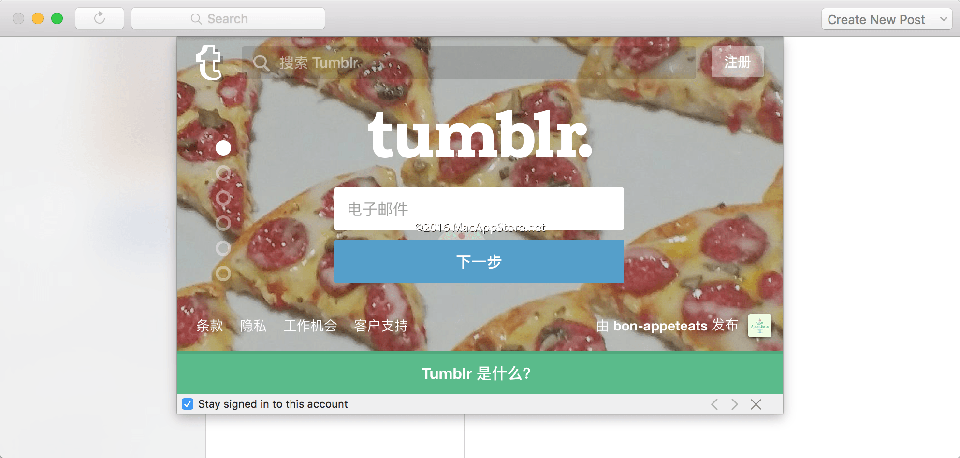 Search
Create New Post
搜索 Tumblr
注册
tumblr.
电子邮件
©2016 MacAppStore.net
下一步
条款 隐私 工作机会 客户支持
由 bon-appeteats 发布
Tumblr 是什么?
Stay signed in to this account